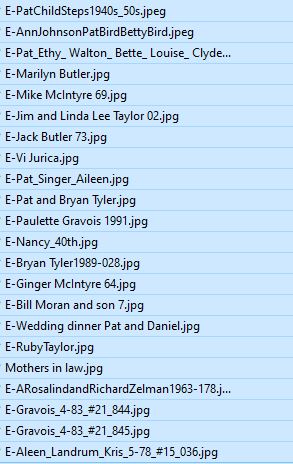 E-PatChildSteps1940s_50s.jpeg
E-AnnJohnsonPatBirdBettyBird.jpeg
E-Pat_Ethy_ Walton_ Bette_ Louise_ Clyde...
E-Marilyn Butler.jpg
E-Mike McIntyre 69.jpg
E-Jim and Linda Lee Taylor 02.jpg
E-Jack Butler 73.jpg
E-Vi Jurica.jpg
E-Pat_Singer_Aileen.jpg
E-Pat and Bryan Tyler.jpg
E-Paulette Gravois 1991.jpg
E-Nancy_40th.jpg
E-Bryan Tyler1989-028.jpg
E-Ginger McIntyre 64.jpg
E-Bill Moran and son 7.jpg
E-Wedding dinner Pat and Daniel.jpg
E-RubyTaylor.jpg
Mothers in law.jpg
E-ARosalindandRichardZelman1963-178.j...
E-Gravois_4-83_#21_844.jpg
E-Gravois_4-83_#21_845.jpg
E-Aleen_Landrum_Kris_5-78_#15_036.jpg